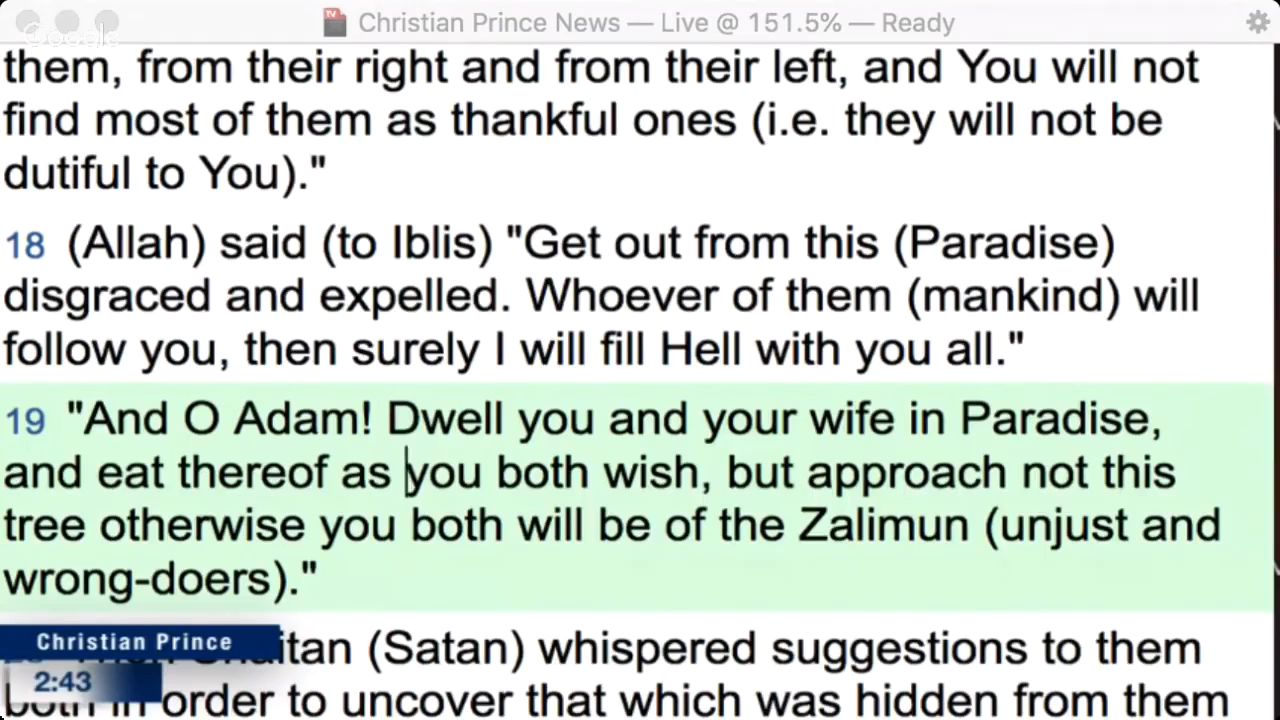 Christian Prince News — Live @ 151.5% — Ready
Google
them, from their right and from their left, and You will not
find most of them as thankful ones (i.e. they will not be
dutiful to You)."
18 (Allah) said (to Iblis) "Get out from this (Paradise)
disgraced and expelled. Whoever of them (mankind) will
follow you, then surely I will fill Hell with you all."
19 "And O Adam! Dwell you and your wife in Paradise,
and eat thereof as you both wish, but approach not this
tree otherwise you both will be of the Zalimun (unjust and
wrong-doers)."
(Satan) whispered suggestions to them
Christian Prince
order to uncover that which was hidden from them
2:43